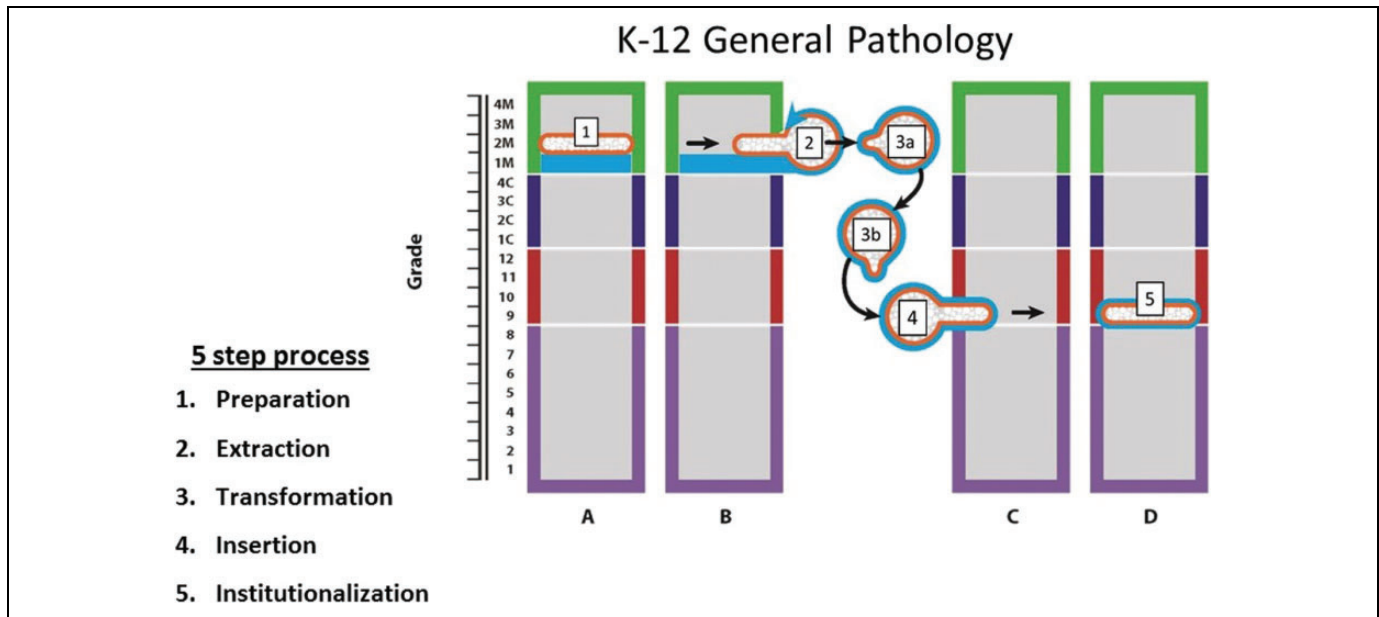 K-12 General Pathology
4M
3M
2M
1M
4C
3C
2C
1C
12
11
10
9
8
7
6
5
4
3
2
1
Grade
1
2
3a
3b
4
5
A
B
C
D
5 step process
1. Preparation
2. Extraction
3. Transformation
4. Insertion
5. Institutionalization